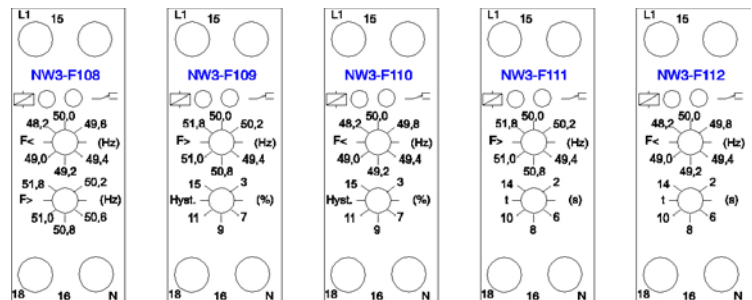 L1 15
NW3-F108
50,0
48,2 49,8
F< (Hz)
49,0 49,4
49,2
51,8 50,2
F> (Hz)
51,0 50,6
50,8
18 16 N
L1 15
NW3-F109
50,0
51,8 50,2
F> (Hz)
51,0 49,4
50,8
15 3
Hyst. (%)
11 7
9
18 16 N
L1 15
NW3-F110
50,0
48,2 49,8
F< (Hz)
49,0 49,4
49,2
15 3
Hyst. (%)
11 7
9
18 16 N
L1 15
NW3-F111
50,0
51,8 50,2
F> (Hz)
51,0 49,4
50,8
14 2
t (s)
10 6
8
18 16 N
L1 15
NW3-F112
50,0
48,2 49,8
F< (Hz)
49,0 49,4
49,2
14 2
t (s)
10 6
8
18 16 N